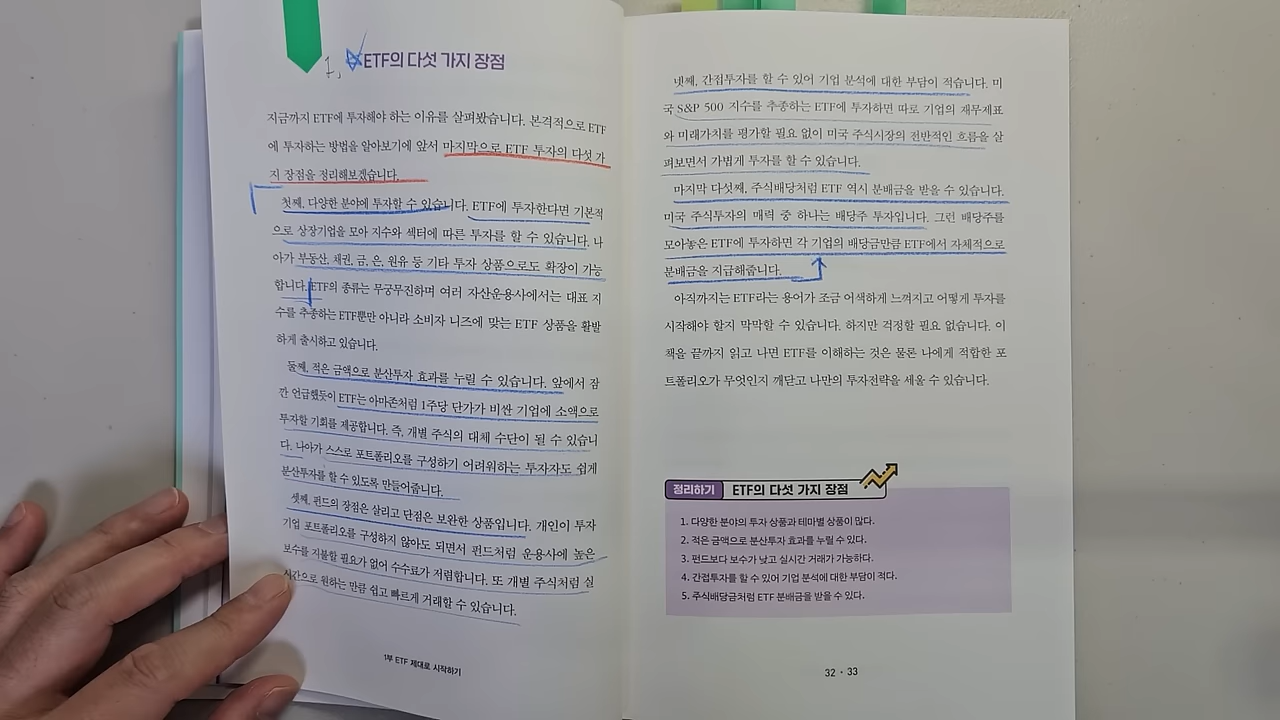 1. ETF의 다섯 가지 장점
지금까지 ETF에 투자해야 하는 이유를 살펴봤습니다. 본격적으로 ETF
에 투자하는 방법을 알아보기에 앞서 마지막으로 ETF 투자의 다섯 가
지 장점을 정리해보겠습니다.
첫째, 다양한 분야에 투자할 수 있습니다. ETF에 투자한다면 기본적
으로 상장기업을 모아 지수와 섹터에 따른 투자를 할 수 있습니다. 나
아가 부동산, 채권, 금, 은, 원유 등 기타 투자 상품으로도 확장이 가능
합니다. ETF의 종류는 무궁무진하며 여러 자산운용사에서는 대표 지
수를 추종하는 ETF뿐만 아니라 소비자 니즈에 맞는 ETF 상품을 활발
하게 출시하고 있습니다.
둘째, 적은 금액으로 분산투자 효과를 누릴 수 있습니다. 앞에서 잠
깐 언급했듯이 ETF는 아마존처럼 1주당 단가가 비싼 기업에 소액으로
투자할 기회를 제공합니다. 즉, 개별 주식의 대체 수단이 될 수 있습니
다. 나아가 스스로 포트폴리오를 구성하기 어려워하는 투자자도 쉽게
분산투자를 할 수 있도록 만들어줍니다.
셋째, 펀드의 장점은 살리고 단점은 보완한 상품입니다. 개인이 투자
기업 포트폴리오를 구성하지 않아도 되면서 펀드처럼 운용사에 높은
보수를 지불할 필요가 없어 수수료가 저렴합니다. 또 개별 주식처럼 실
시간으로 원하는 만큼 쉽고 빠르게 거래할 수 있습니다.
1부 ETF 제대로 시작하기
넷째, 간접투자를 할 수 있어 기업 분석에 대한 부담이 적습니다. 미
국 S&P 500 지수를 추종하는 ETF에 투자하면 따로 기업의 재무제표
와 미래가치를 평가할 필요 없이 미국 주식시장의 전반적인 흐름을 살
펴보면서 가볍게 투자를 할 수 있습니다.
마지막 다섯째, 주식배당처럼 ETF 역시 분배금을 받을 수 있습니다.
미국 주식투자의 매력 중 하나는 배당주 투자입니다. 그런 배당주를
모아놓은 ETF에 투자하면 각 기업의 배당금만큼 ETF에서 자체적으로
분배금을 지급해줍니다.
아직까지는 ETF라는 용어가 조금 어색하게 느껴지고 어떻게 투자를
시작해야 할지 막막할 수 있습니다. 하지만 걱정할 필요 없습니다. 이
책을 끝까지 읽고 나면 ETF를 이해하는 것은 물론 나에게 적합한 포
트폴리오가 무엇인지 깨닫고 나만의 투자전략을 세울 수 있습니다.
정리하기 ETF의 다섯 가지 장점
1. 다양한 분야의 투자 상품과 테마별 상품이 많다.
2. 적은 금액으로 분산투자 효과를 누릴 수 있다.
3. 펀드보다 보수가 낮고 실시간 거래가 가능하다.
4. 간접투자를 할 수 있어 기업 분석에 대한 부담이 적다.
5. 주식배당금처럼 ETF 분배금을 받을 수 있다.
32 · 33